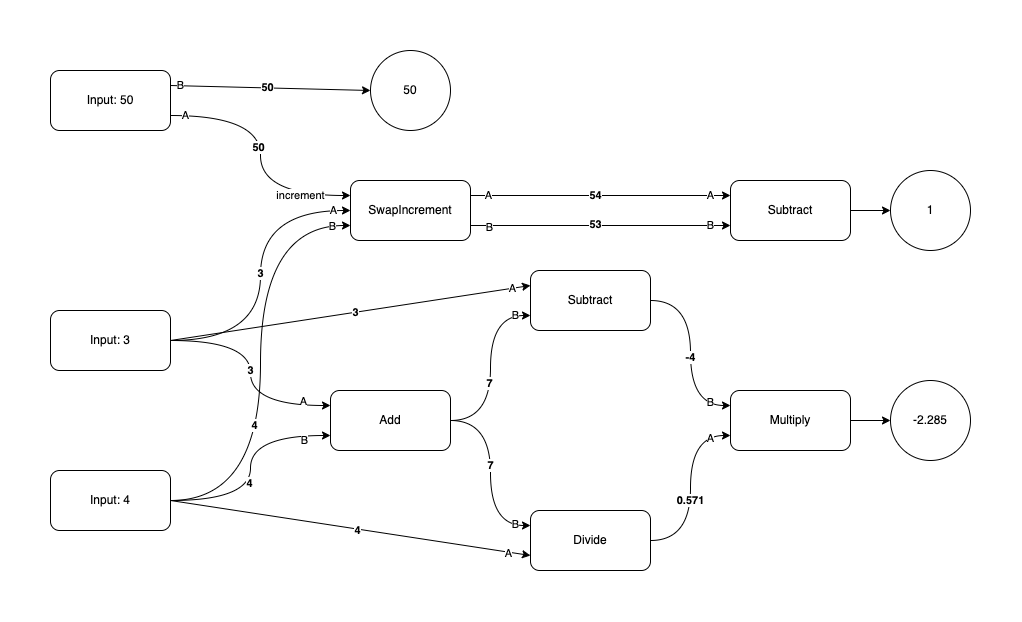 B
50
50
Input: 50
A
50
increment
A
B
SwapIncrement
A
54
A
B
53
B
Subtract
1
3
3
A
B
Subtract
Input: 3
3
7
-4
A
B
Add
4
4
7
B
A
Multiply
-2.285
Input: 4
4
B
A
Divide
0.571